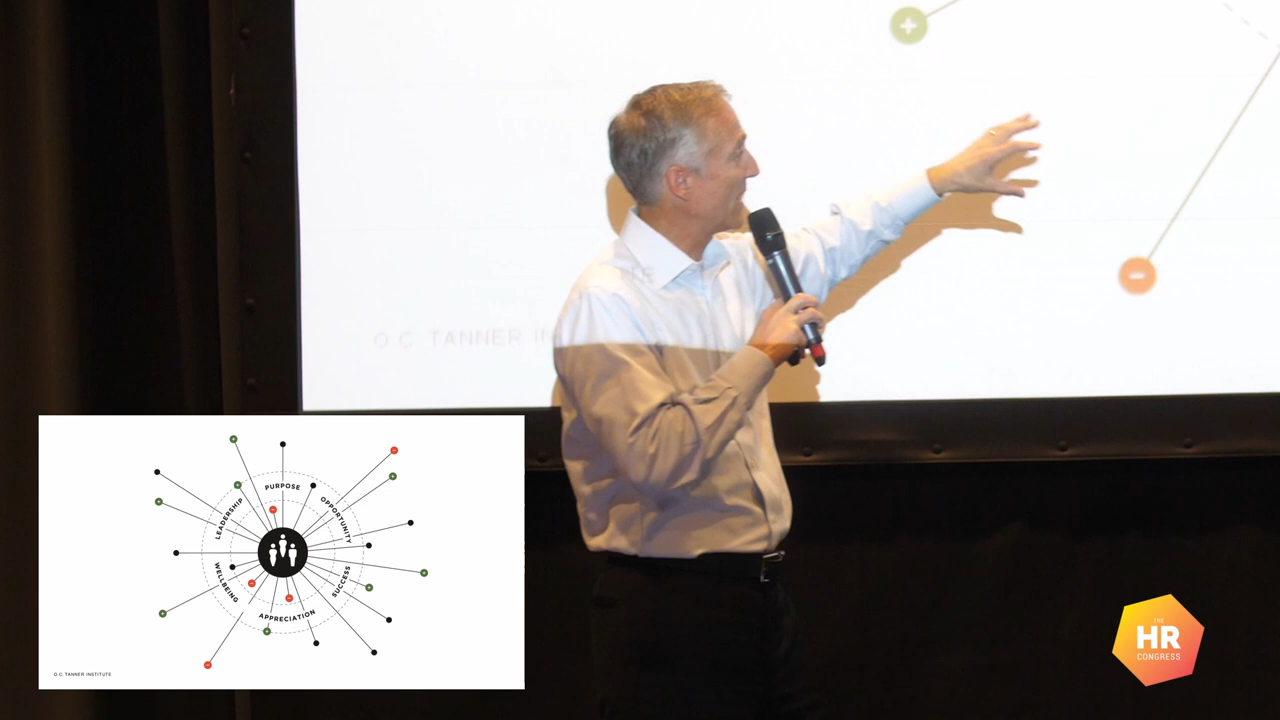 O.C. TANNER IN
PURPOSE
LEADERSHIP
OPPORTUNITY
WELLBEING
SUCCESS
APPRECIATION
O.C. TANNER INSTITUTE
THE
HR
CONGRESS